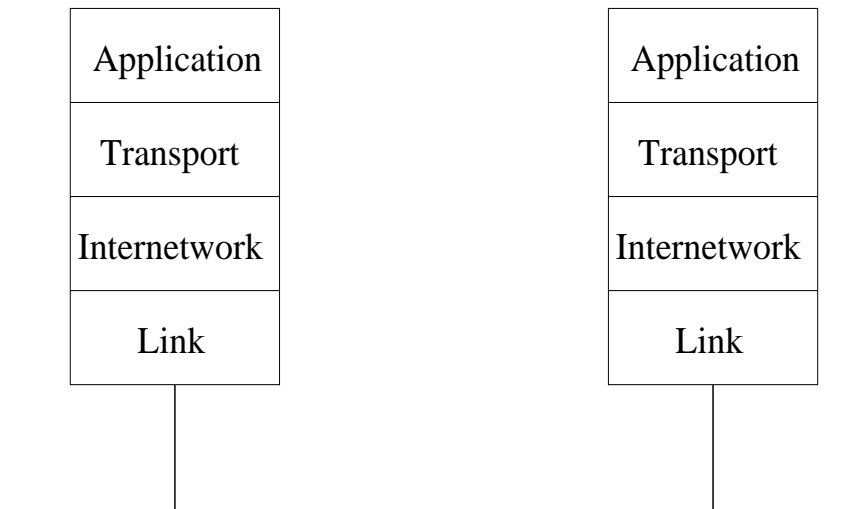 Application
Transport
Internetwork
Link
Application
Transport
Internetwork
Link